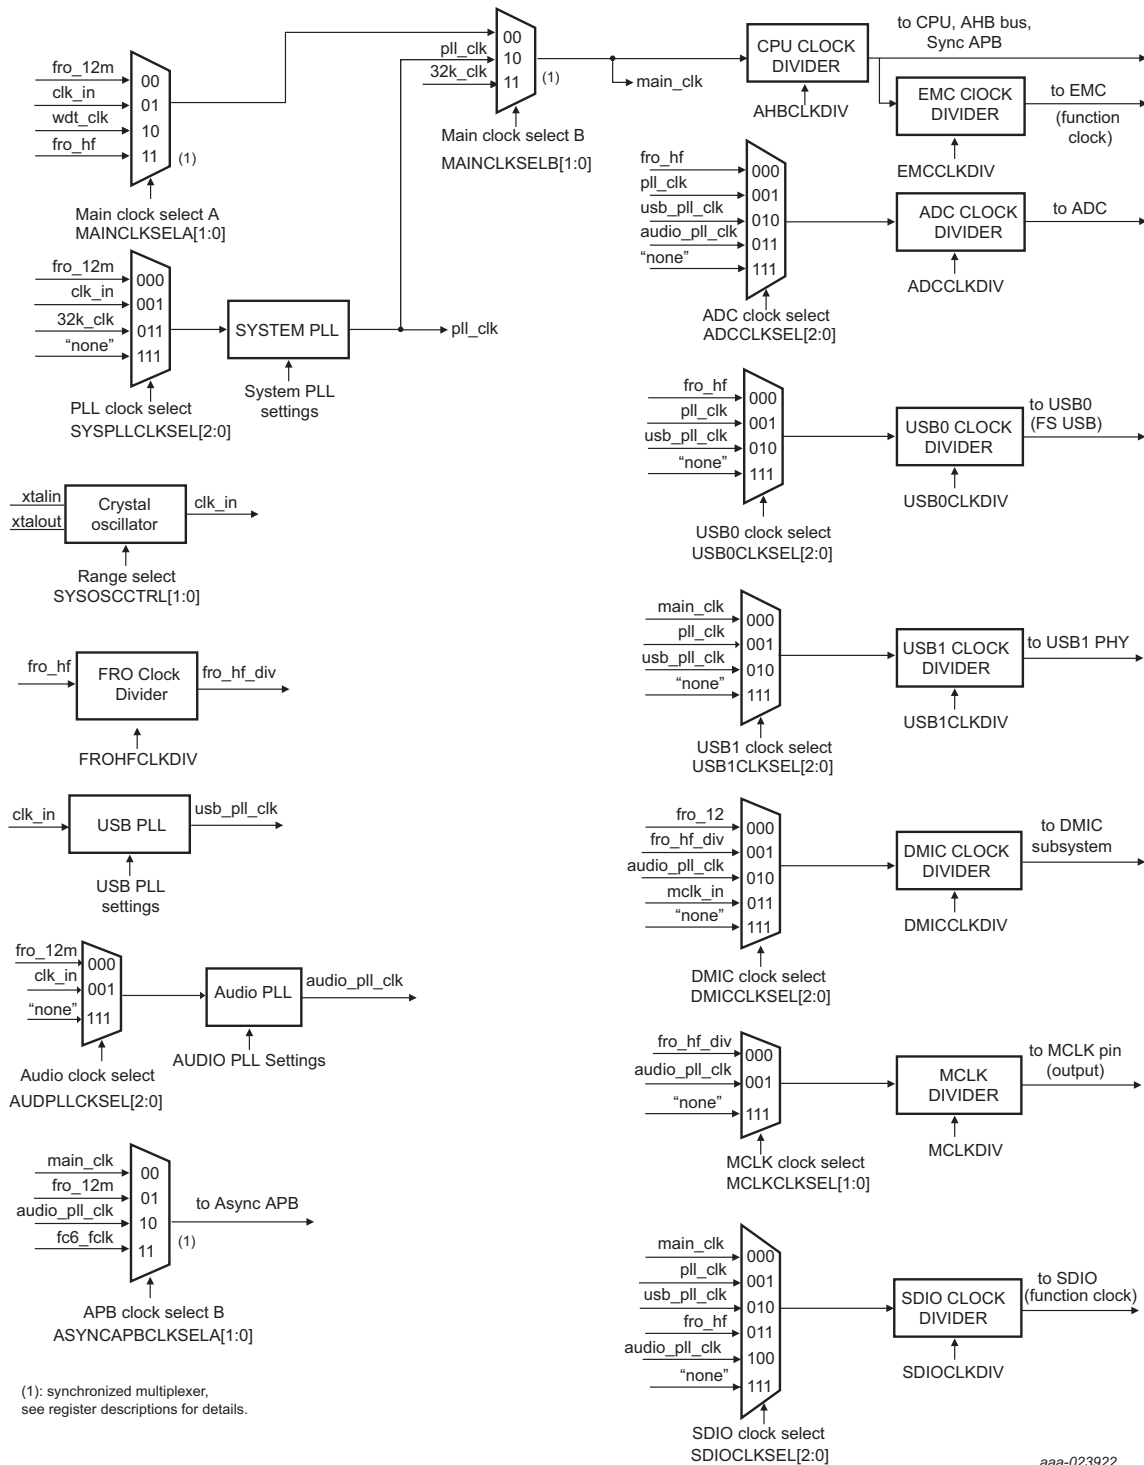 fro_12m
clk_in
wdt_clk
fro_hf
00
01
10
11
(1)
Main clock select A
MAINCLKSELA[1:0]
pll_clk
32k_clk
00
10
11
(1)
Main clock select B
MAINCLKSELB[1:0]
main_clk
CPU CLOCK
DIVIDER
AHBCLKDIV
to CPU, AHB bus,
Sync APB
EMC ClOCK
DIVIDER
EMCCLKDIV
to EMC
(function
clock)
fro_12m
clk_in
32k_clk
“none”
000
001
011
111
PLL clock select
SYSPLLCLKSEL[2:0]
SYSTEM PLL
System PLL
settings
pll_clk
fro_hf
pll_clk
usb_pll_clk
audio_pll_clk
“none”
000
001
010
011
111
ADC clock select
ADCCLKSEL[2:0]
ADC CLOCK
DIVIDER
ADCCLKDIV
to ADC
fro_hf
pll_clk
usb_pll_clk
“none”
000
001
010
111
USB0 clock select
USB0CLKSEL[2:0]
USB0 CLOCK
DIVIDER
USB0CLKDIV
to USB0
(FS USB)
xtalin
xtalout
Crystal
oscillator
clk_in
Range select
SYSOSCCTRL[1:0]
main_clk
pll_clk
usb_pll_clk
“none”
000
001
010
111
USB1 clock select
USB1CLKSEL[2:0]
USB1 CLOCK
DIVIDER
USB1CLKDIV
to USB1 PHY
fro_hf
FRO Clock
Divider
fro_hf_div
FROHFCLKDIV
clk_in
USB PLL
usb_pll_clk
USB PLL
settings
fro_12
fro_hf_div
audio_pll_clk
mclk_in
“none”
000
001
010
011
111
DMIC clock select
DMICCLKSEL[2:0]
DMIC CLOCK
DIVIDER
DMICCLKDIV
to DMIC
subsystem
fro_12m
clk_in
“none”
000
001
111
Audio clock select
AUDPLLCKSEL[2:0]
Audio PLL
AUDIO PLL Settings
audio_pll_clk
fro_hf_div
audio_pll_clk
“none”
000
001
111
MCLK clock select
MCLKCLKSEL[1:0]
MCLK
DIVIDER
MCLKDIV
to MCLK pin
(output)
main_clk
fro_12m
audio_pll_clk
fc6_fclk
00
01
10
11
(1)
to Async APB
APB clock select B
ASYNCAPBCLKSELA[1:0]
main_clk
pll_clk
usb_pll_clk
fro_hf
audio_pll_clk
“none”
000
001
010
011
100
111
SDIO clock select
SDIOCLKSEL[2:0]
SDIO CLOCK
DIVIDER
SDIOCLKDIV
to SDIO
(function clock)
(1): synchronized multiplexer,
see register descriptions for details.
aaa-023922